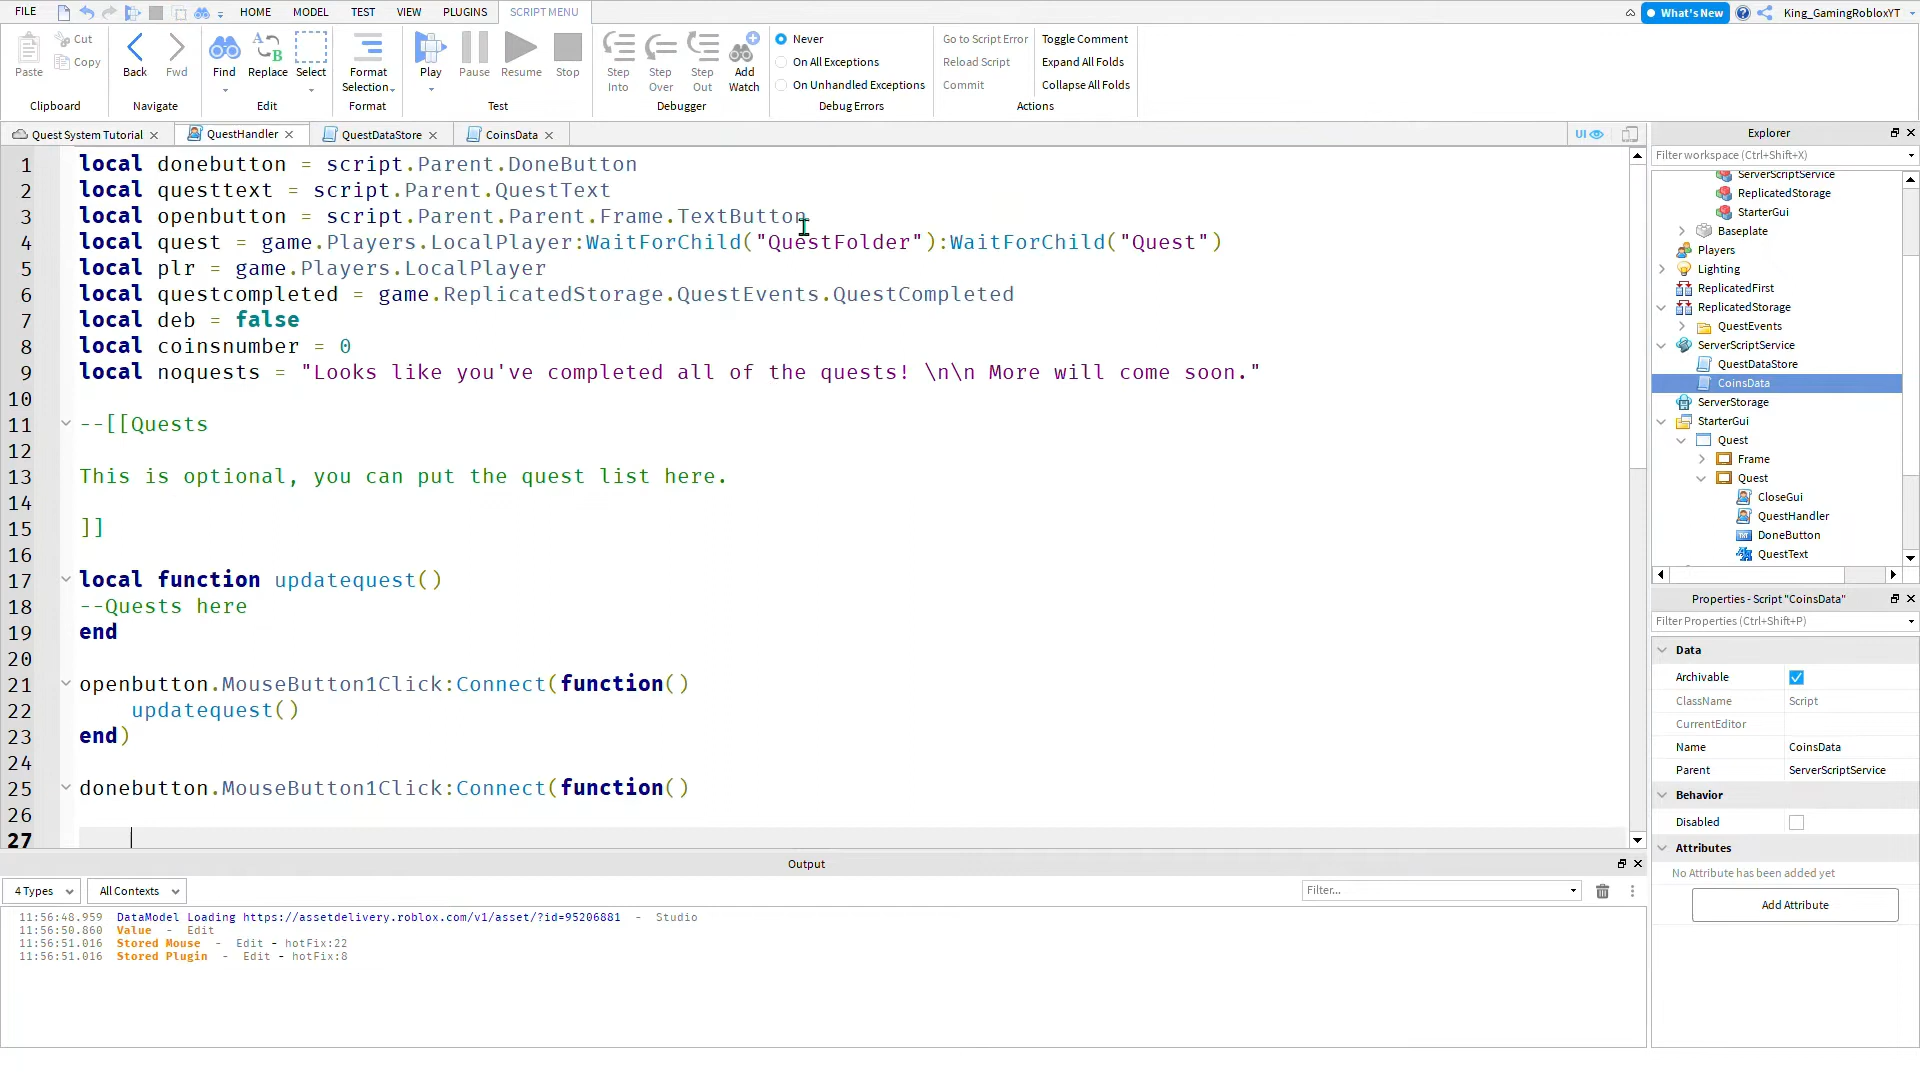 FILE HOME MODEL TEST VIEW PLUGINS SCRIPT MENU What's New King_GamingRobloxYT
Paste Cut Copy Clipboard
Back Fwd Navigate
Find Replace Select Edit
Format Selection Format
Play Pause Resume Stop Test
Step Into Step Over Step Out Add Watch Debugger
Never
On All Exceptions
On Unhandled Exceptions
Debug Errors
Go to Script Error
Reload Script
Commit
Toggle Comment
Expand All Folds
Collapse All Folds
Actions
Quest System Tutorial QuestHandler QuestDataStore CoinsData UI
1 local donebutton = script.Parent.DoneButton
2 local questtext = script.Parent.QuestText
3 local openbutton = script.Parent.Parent.Frame.TextButton
4 local quest = game.Players.LocalPlayer:WaitForChild("QuestFolder"):WaitForChild("Quest")
5 local plr = game.Players.LocalPlayer
6 local questcompleted = game.ReplicatedStorage.QuestEvents.QuestCompleted
7 local deb = false
8 local coinsnumber = 0
9 local noquests = "Looks like you've completed all of the quests! \n\n More will come soon."
10
11 --[[Quests
12
13 This is optional, you can put the quest list here.
14
15 ]]
16
17 local function updatequest()
18 --Quests here
19 end
20
21 openbutton.MouseButton1Click:Connect(function()
22 updatequest()
23 end)
24
25 donebutton.MouseButton1Click:Connect(function()
26
27
Output
4 Types All Contexts Filter...
11:56:48.959 DataModel Loading https://assetdelivery.roblox.com/v1/asset/?id=95206881 - Studio
11:56:50.860 Value - Edit
11:56:51.016 Stored Mouse - Edit - hotFix:22
11:56:51.016 Stored Plugin - Edit - hotFix:8
Explorer
Filter workspace (Ctrl+Shift+X)
ServerScriptService
ReplicatedStorage
StarterGui
Baseplate
Players
Lighting
ReplicatedFirst
ReplicatedStorage
QuestEvents
ServerScriptService
QuestDataStore
CoinsData
ServerStorage
StarterGui
Quest
Frame
Quest
CloseGui
QuestHandler
DoneButton
QuestText
Properties - Script "CoinsData"
Filter Properties (Ctrl+Shift+P)
Data
Archivable
ClassName Script
CurrentEditor
Name CoinsData
Parent ServerScriptService
Behavior
Disabled
Attributes
No Attribute has been added yet
Add Attribute